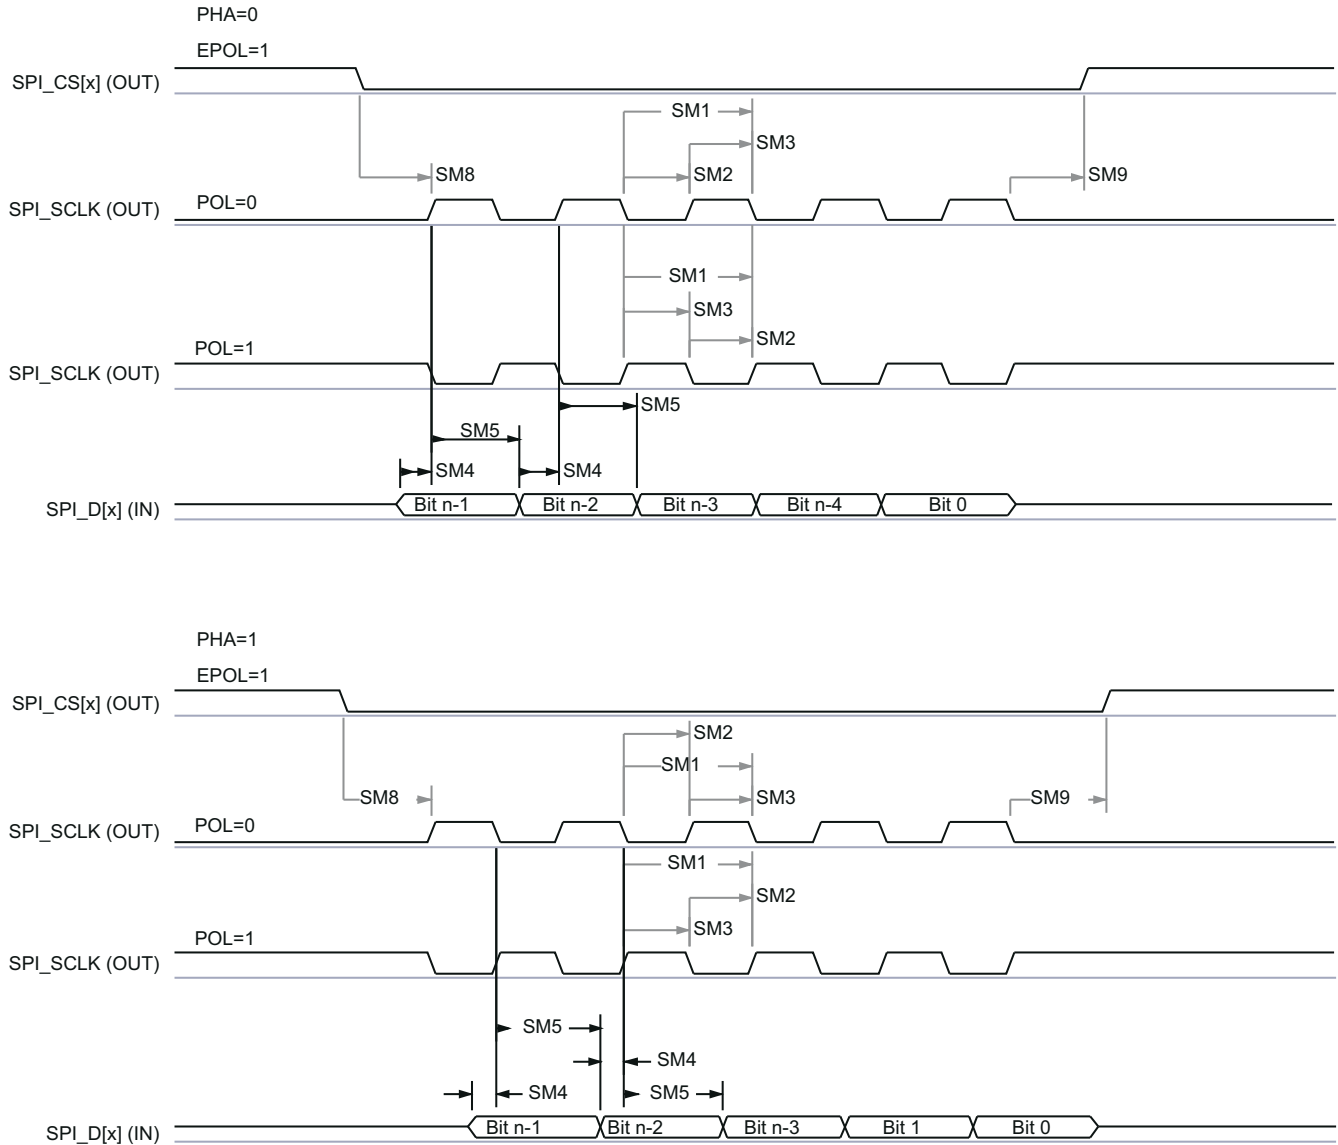 PHA=0
EPOL=1
SPI_CS[x] (OUT)
SM1
SM3
SM8
SM2
SM9
POL=0
SPI_SCLK (OUT)
SM1
SM3
SM2
POL=1
SPI_SCLK (OUT)
SM5
SM5
SM4
SM4
SPI_D[x] (IN)
Bit n-1
Bit n-2
Bit n-3
Bit n-4
Bit 0
PHA=1
EPOL=1
SPI_CS[x] (OUT)
SM2
SM1
SM8
SM3
SM9
POL=0
SPI_SCLK (OUT)
SM1
SM2
SM3
POL=1
SPI_SCLK (OUT)
SM5
SM4
SM4
SM5
SPI_D[x] (IN)
Bit n-1
Bit n-2
Bit n-3
Bit 1
Bit 0